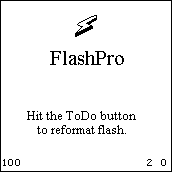 FlashPro
Hit the ToDo button
to reformat flash.
100 2 0